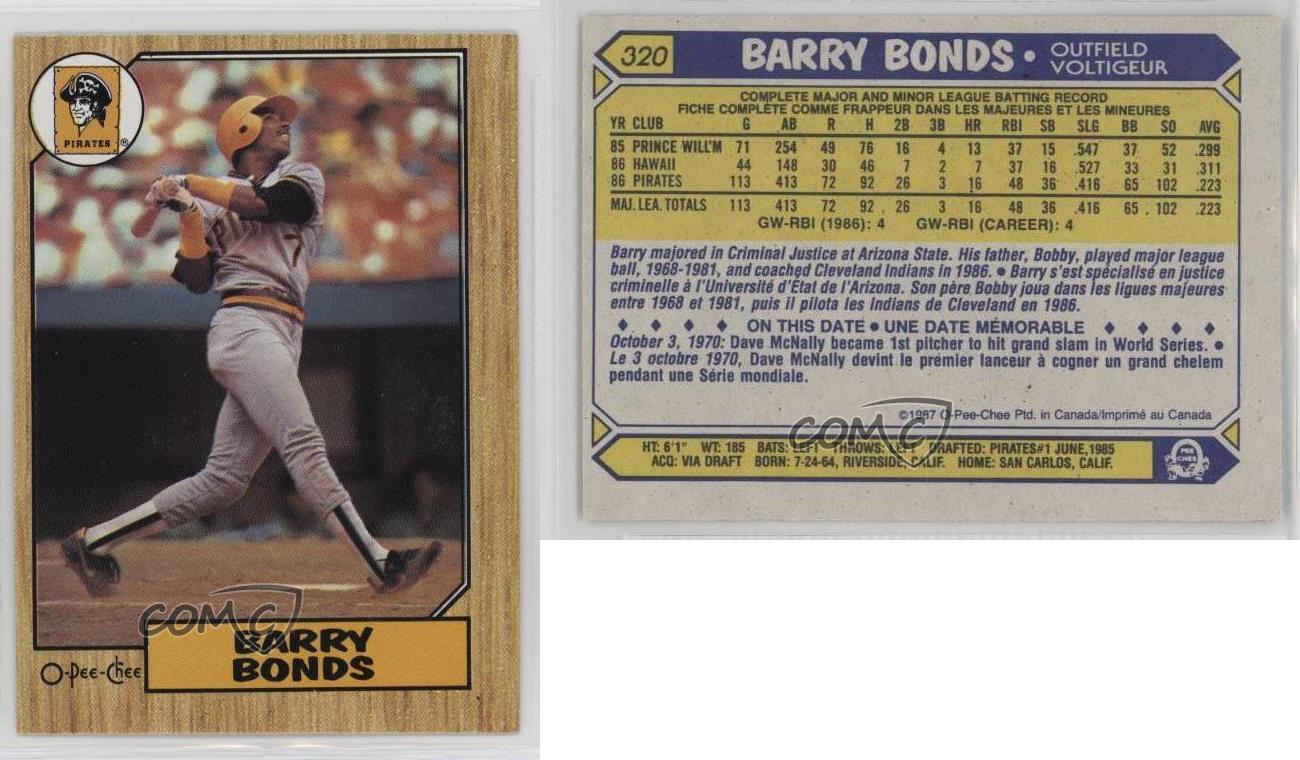 PIRATES®
PI
7
COMC
O-Pee-Chee
BARRY
BONDS
320
BARRY BONDS • OUTFIELD
VOLTIGEUR
COMPLETE MAJOR AND MINOR LEAGUE BATTING RECORD
FICHE COMPLÈTE COMME FRAPPEUR DANS LES MAJEURES ET LES MINEURES
YR CLUB G AB R H 2B 3B HR RBI SB SLG BB SO AVG
85 PRINCE WILL'M 71 254 49 76 16 4 13 37 15 .547 37 52 .299
86 HAWAII 44 148 30 46 7 2 7 37 16 .527 33 31 .311
86 PIRATES 113 413 72 92 26 3 16 48 36 .416 65 102 .223
MAJ. LEA. TOTALS 113 413 72 92 26 3 16 48 36 .416 65 102 .223
GW-RBI (1986): 4 GW-RBI (CAREER): 4
Barry majored in Criminal Justice at Arizona State. His father, Bobby, played major league
ball, 1968-1981, and coached Cleveland Indians in 1986. • Barry s'est spécialisé en justice
criminelle à l'Université d'État de l'Arizona. Son père Bobby joua dans les ligues majeures
entre 1968 et 1981, puis il pilota les Indians de Cleveland en 1986.
ON THIS DATE • UNE DATE MÉMORABLE
October 3, 1970: Dave McNally became 1st pitcher to hit grand slam in World Series. •
Le 3 octobre 1970, Dave McNally devint le premier lanceur à cogner un grand chelem
pendant une Série mondiale.
©1987 O-Pee-Chee Ptd. in Canada/Imprimé au Canada
COMC
HT: 6'1" WT: 185 BATS: LEFT THROWS: LEFT DRAFTED: PIRATES#1 JUNE,1985
ACQ: VIA DRAFT BORN: 7-24-64, RIVERSIDE, CALIF. HOME: SAN CARLOS, CALIF.
PEE
CHEE